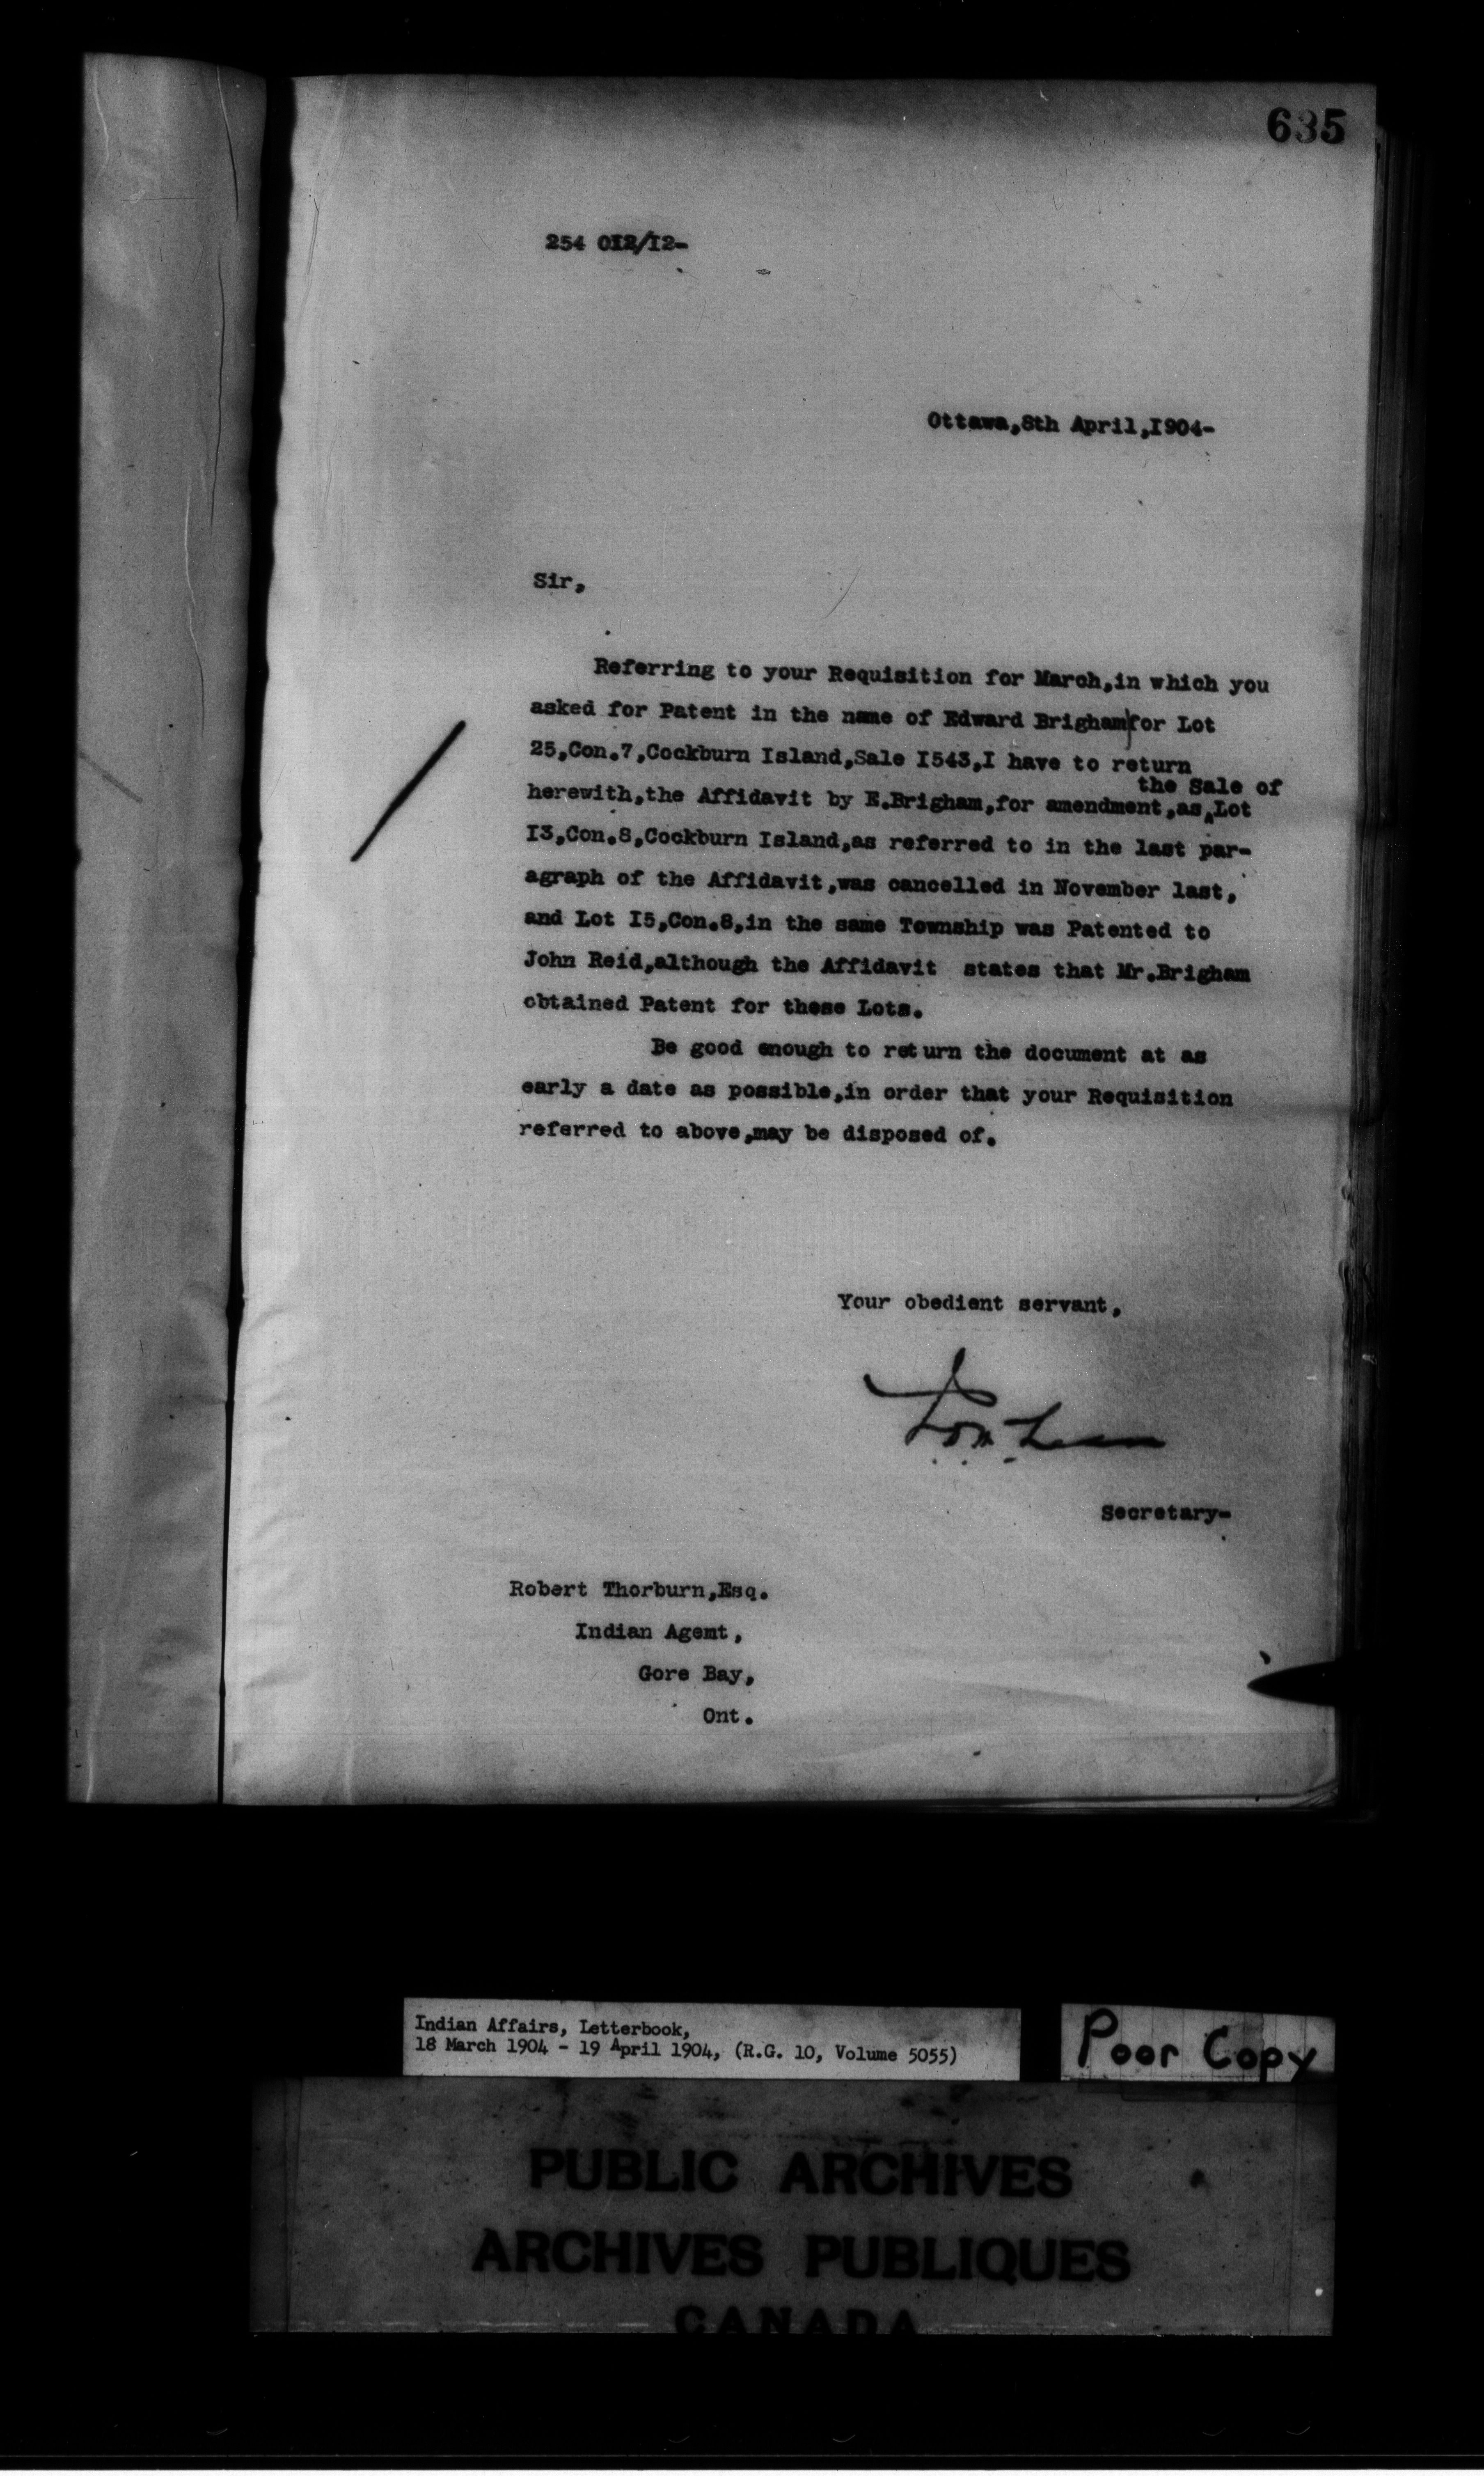 635
254 OI2/I2-
Ottawa,8th April,I904-
Sir,
Referring to your Requisition for March,in which you
asked for Patent in the name of Edward Brigham for Lot
25,Con.7,Cockburn Island,Sale I543,I have to return
the Sale of
herewith,the Affidavit by E.Brigham,for amendment,as Lot
I3,Con.8,Cockburn Island,as referred to in the last par-
agraph of the Affidavit,was cancelled in November last,
and Lot I5,Con.8,in the same Township was Patented to
John Reid,although the Affidavit states that Mr.Brigham
obtained Patent for these Lots.
Be good enough to return the document at as
early a date as possible,in order that your Requisition
referred to above,may be disposed of.
Your obedient servant,
Secretary-
Robert Thorburn,Esq.
Indian Agemt,
Gore Bay,
Ont.
Indian Affairs, Letterbook,
18 March 1904 - 19 April 1904, (R.G. 10, Volume 5055)
Poor Copy
PUBLIC ARCHIVES
ARCHIVES PUBLIQUES
CANADA